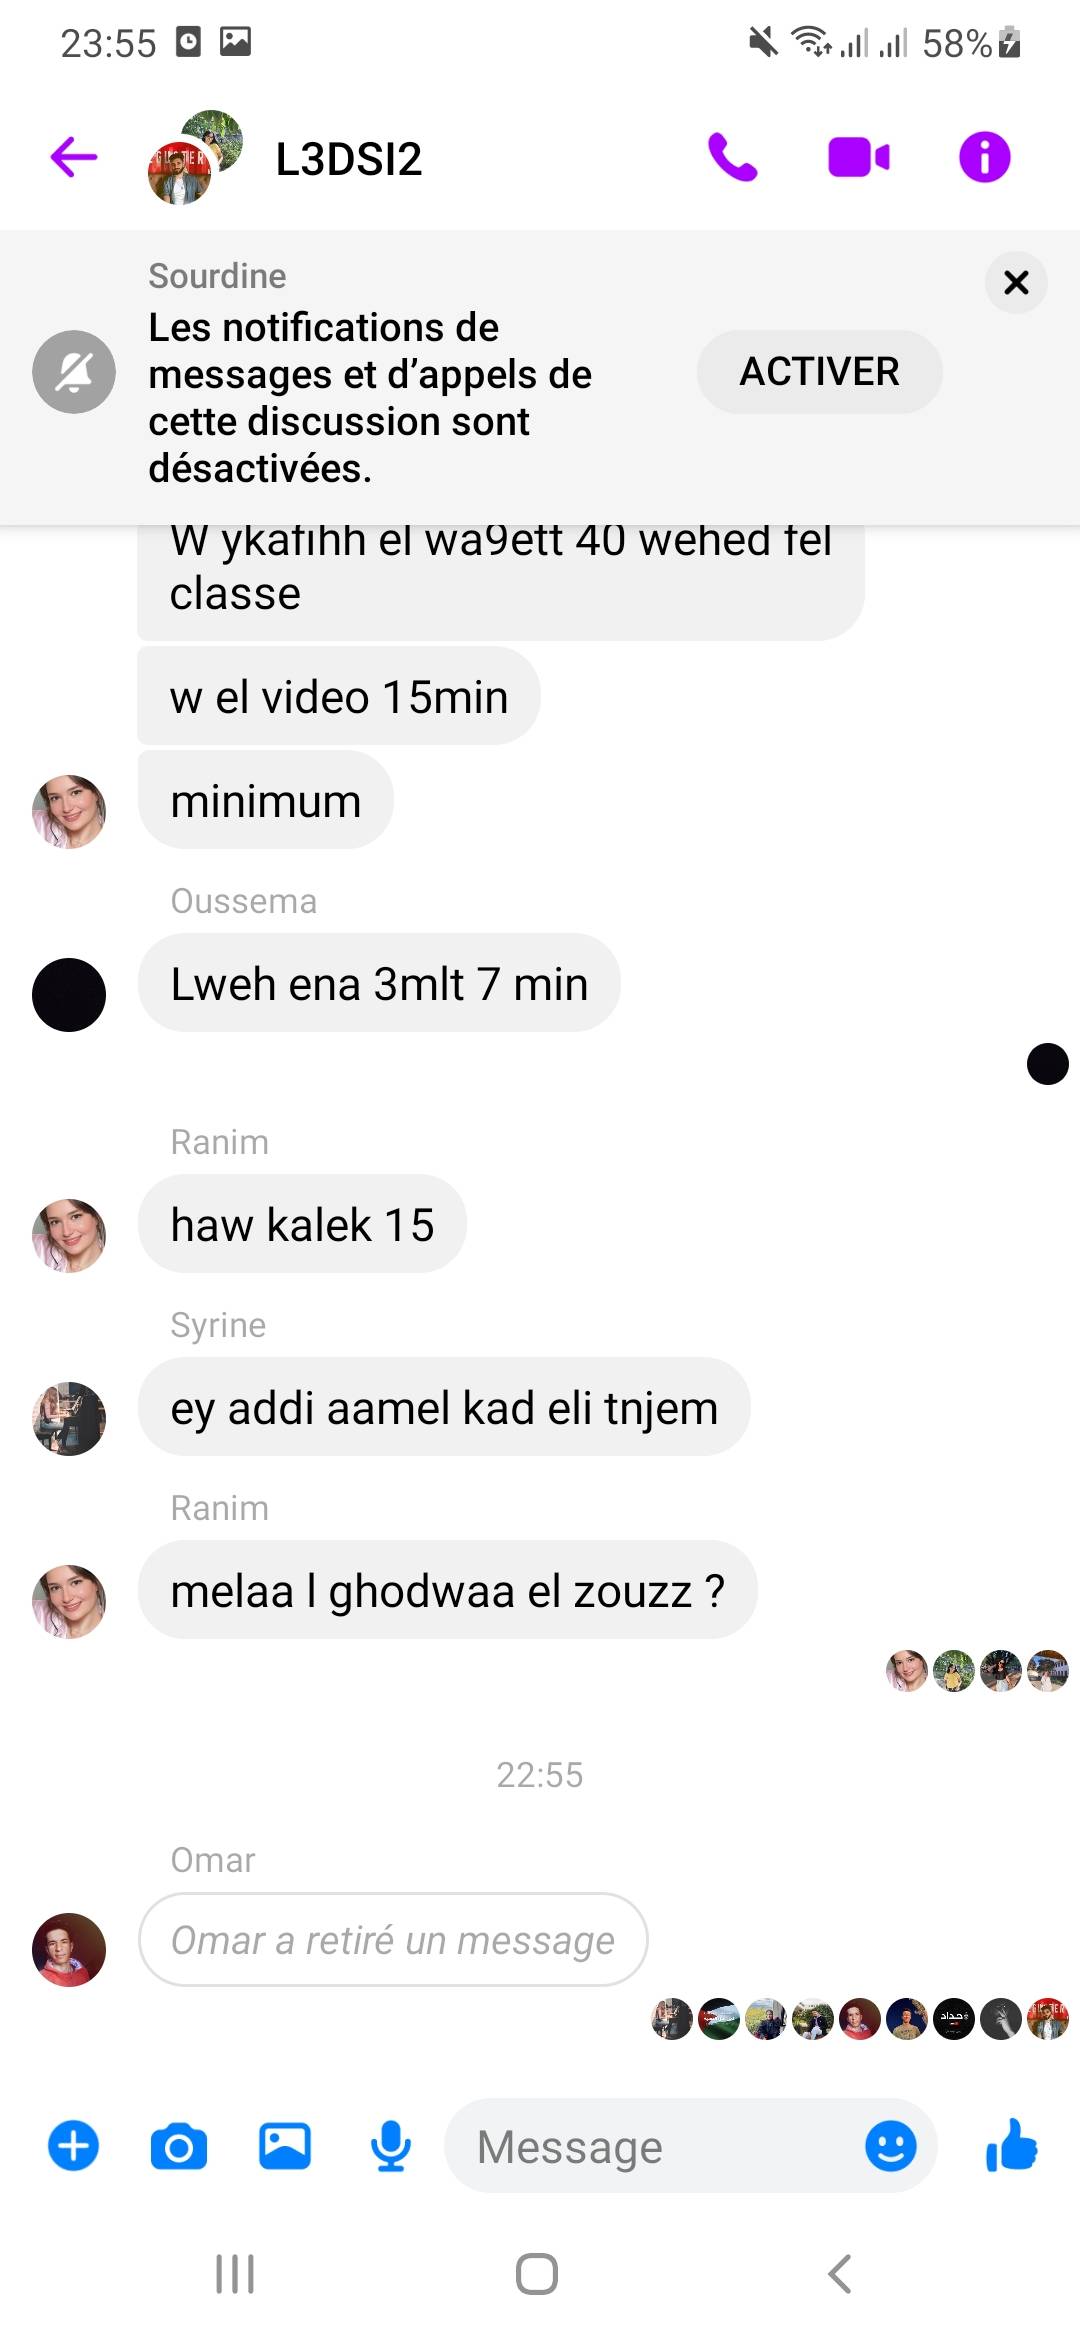 23:55
58%
L3DSI2
Sourdine
Les notifications de
messages et d’appels de
cette discussion sont
désactivées.
ACTIVER
W ykafihh el wa9ett 40 wehed fel
classe
w el video 15min
minimum
Oussema
Lweh ena 3mlt 7 min
Ranim
haw kalek 15
Syrine
ey addi aamel kad eli tnjem
Ranim
melaa l ghodwaa el zouzz ?
22:55
Omar
Omar a retiré un message
Message